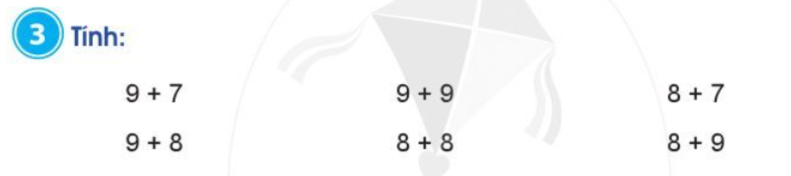 3 Tính:
9 + 7 9 + 9 8 + 7
9 + 8 8 + 8 8 + 9